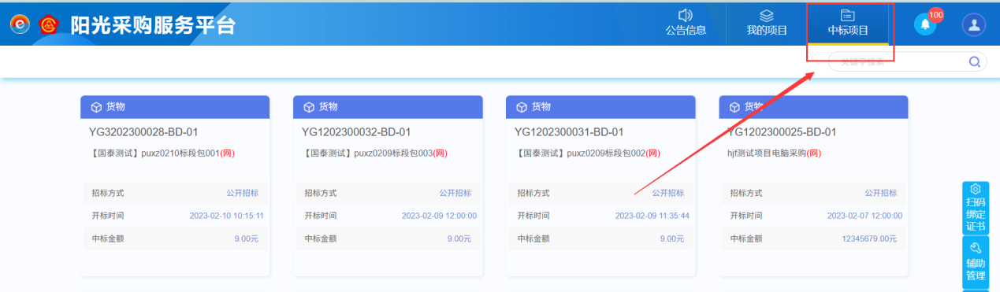 阳光采购服务平台
公告信息
我的项目
中标项目
100
关键字搜索
货物
YG3202300028-BD-01
【国泰测试】puxz0210标段包001(网)
招标方式 公开招标
开标时间 2023-02-10 10:15:11
中标金额 9.00元
货物
YG1202300032-BD-01
【国泰测试】puxz0209标段包003(网)
招标方式 公开招标
开标时间 2023-02-09 12:00:00
中标金额 9.00元
货物
YG1202300031-BD-01
【国泰测试】puxz0209标段包002(网)
招标方式 公开招标
开标时间 2023-02-09 11:35:44
中标金额 9.00元
货物
YG1202300025-BD-01
hjf测试项目电脑采购(网)
招标方式 公开招标
开标时间 2023-02-07 12:00:00
中标金额 12345679.00元
扫码
绑定
证书
辅助
管理